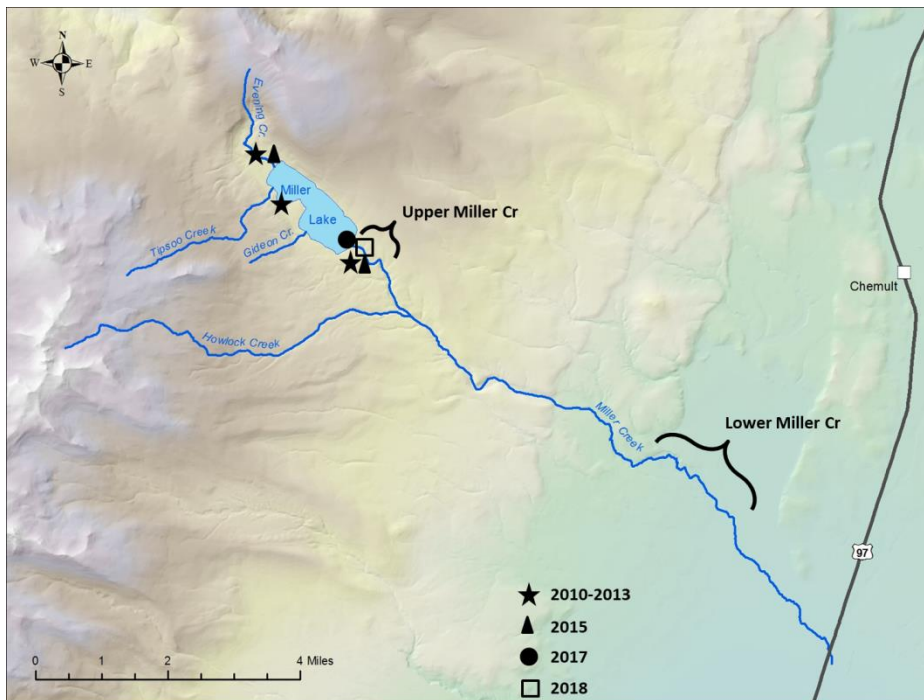 N
W E
S
Evening Cr.
Miller
Lake
Upper Miller Cr
Tipsoo Creek
Gideon Cr.
Chemult
Howlock Creek
Miller Creek
Lower Miller Cr
97
2010-2013
2015
2017
2018
0 1 2 4 Miles